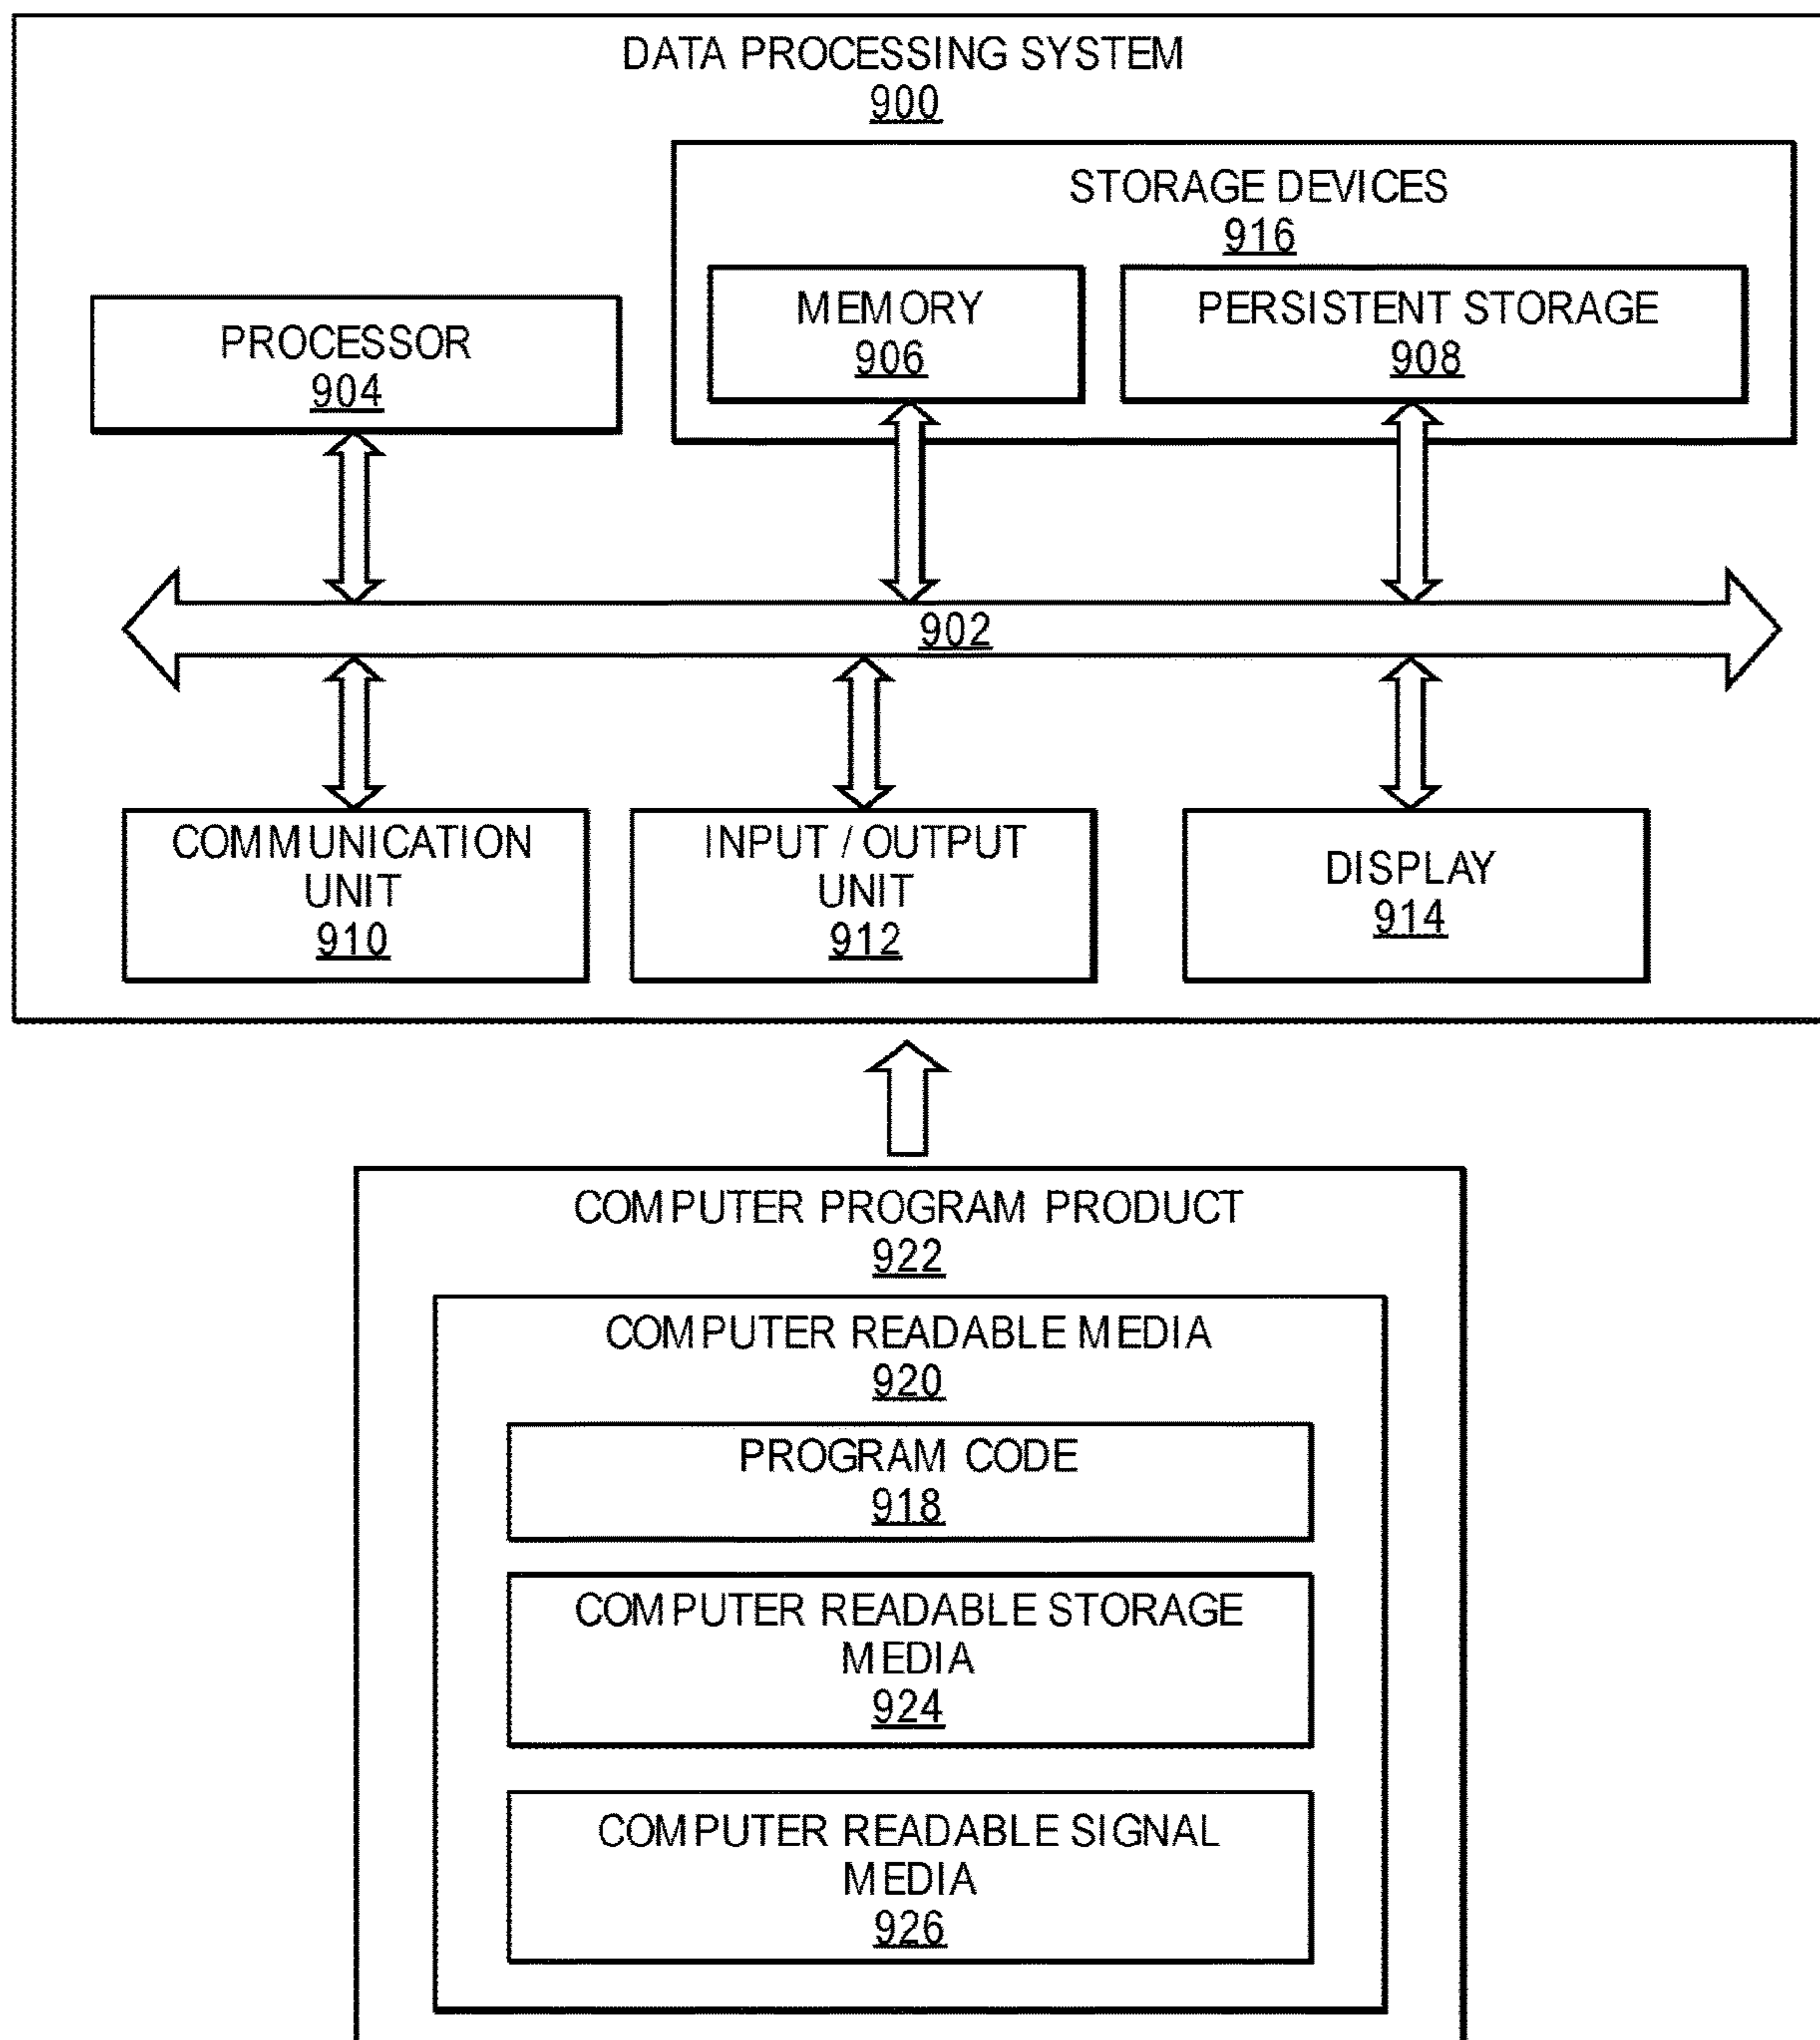 DATA PROCESSING SYSTEM
900
STORAGE DEVICES
916
MEMORY
906
PERSISTENT STORAGE
908
PROCESSOR
904
902
COMMUNICATION
UNIT
910
INPUT / OUTPUT
UNIT
912
DISPLAY
914
COMPUTER PROGRAM PRODUCT
922
COMPUTER READABLE MEDIA
920
PROGRAM CODE
918
COMPUTER READABLE STORAGE
MEDIA
924
COMPUTER READABLE SIGNAL
MEDIA
926